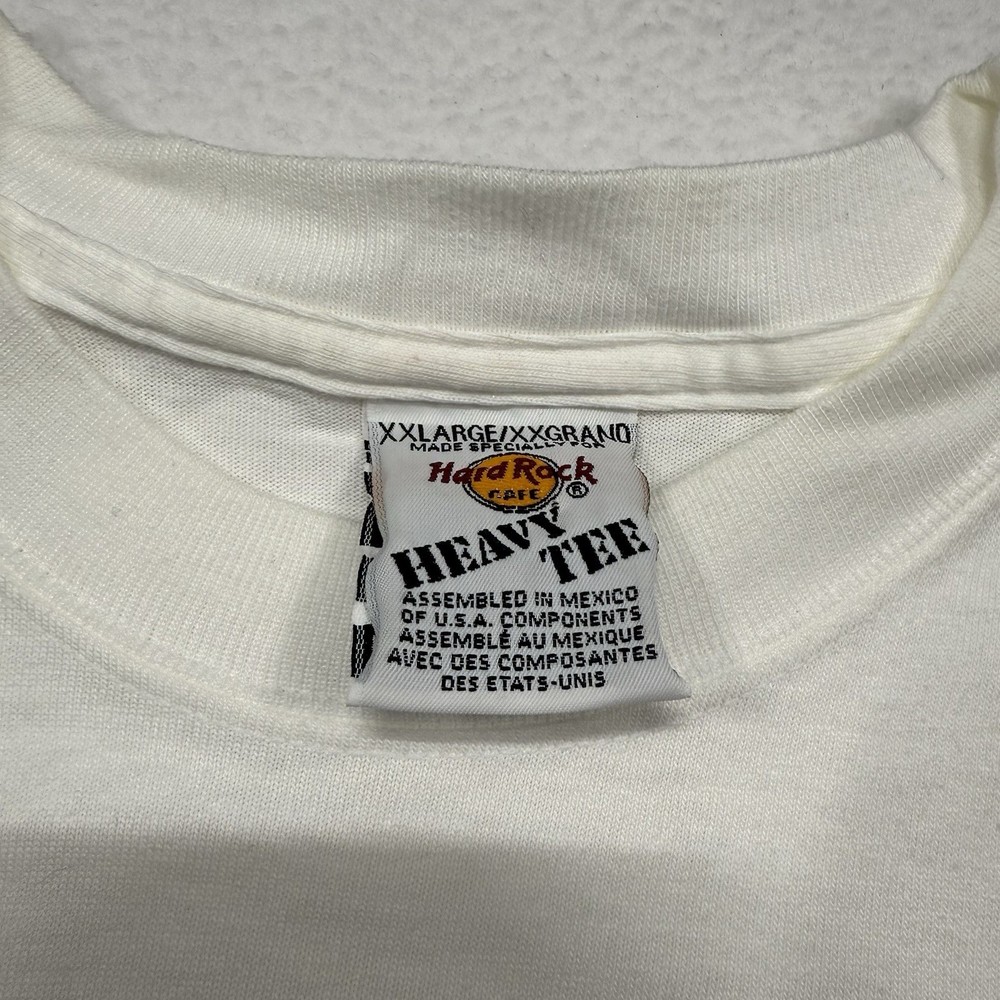 XXLARGE/XXGRAND
MADE SPECIALLY FOR
Hard Rock
CAFE ®
HEAVY
TEE
ASSEMBLED IN MEXICO
OF U.S.A. COMPONENTS
ASSEMBLÉ AU MEXIQUE
AVEC DES COMPOSANTES
DES ETATS-UNIS